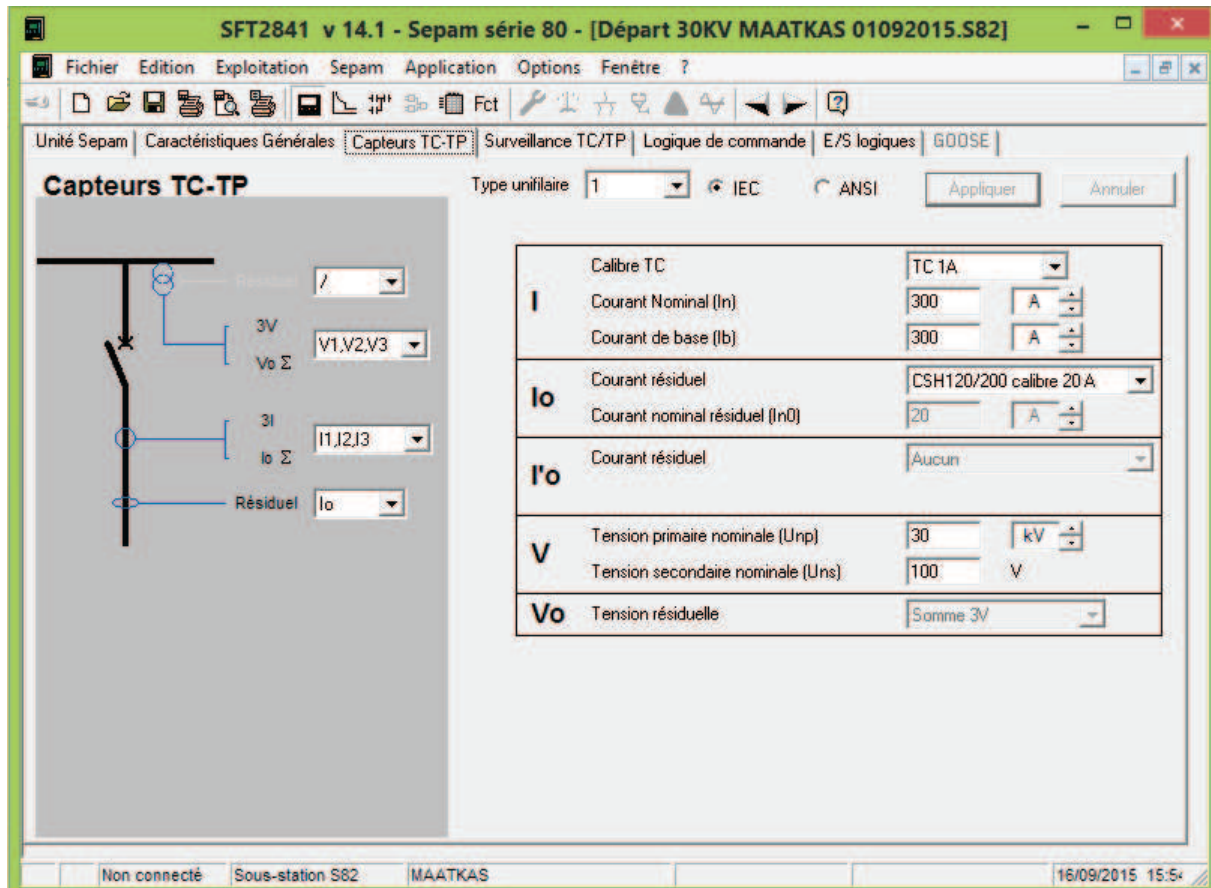 SFT2841 v 14.1 - Sepam série 80 - [Départ 30KV MAATKAS 01092015.S82]
Fichier Edition Exploitation Sepam Application Options Fenêtre ?
Fct
Unité Sepam Caractéristiques Générales Capteurs TC-TP Surveillance TC/TP Logique de commande E/S logiques GOOSE
Capteurs TC-TP
Type unifilaire 1 IEC ANSI Appliquer Annuler
Résiduel /
3V
Vo Σ
V1,V2,V3
3I
Io Σ
I1,I2,I3
Résiduel Io
I
Calibre TC TC 1A
Courant Nominal (In) 300 A
Courant de base (Ib) 300 A
Io
Courant résiduel CSH120/200 calibre 20 A
Courant nominal résiduel (In0) 20 A
I'o
Courant résiduel Aucun
V
Tension primaire nominale (Unp) 30 kV
Tension secondaire nominale (Uns) 100 V
Vo Tension résiduelle Somme 3V
Non connecté Sous-station S82 MAATKAS 16/09/2015 15:54